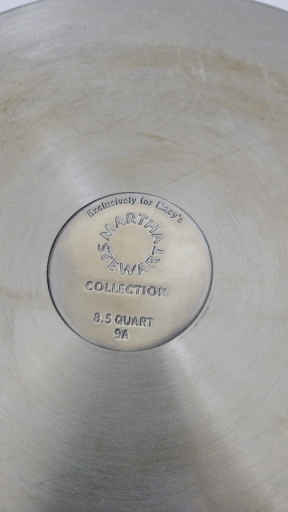 Exclusively for Macy's
MARTHA STEWART
COLLECTION
8.5 QUART
9A